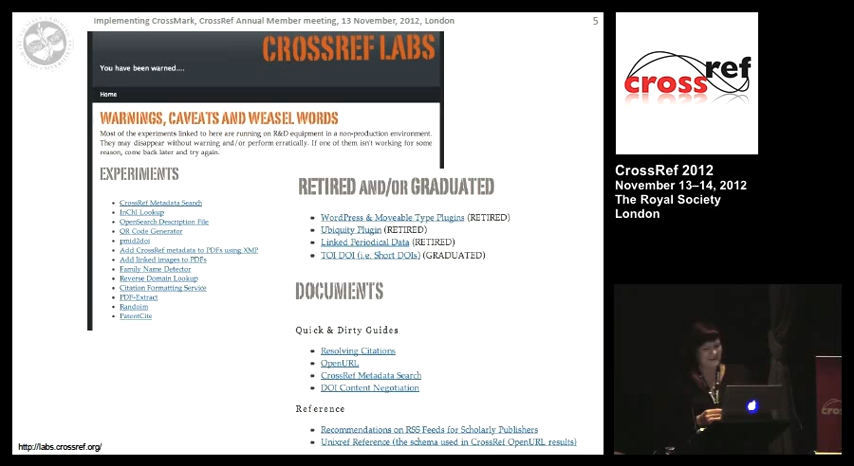 Implementing CrossMark, CrossRef Annual Member meeting, 13 November, 2012, London
5
CROSSREF LABS
You have been warned....
Home
WARNINGS, CAVEATS AND WEASEL WORDS
Most of the experiments linked to here are running on R&D equipment in a non-production environment.
They may disappear without warning and/or perform erratically. If one of them isn't working for some
reason, come back later and try again.
EXPERIMENTS
CrossRef Metadata Search
InChI Lookup
OpenSearch Description File
QR Code Generator
pmid2doi
Add CrossRef metadata to PDFs using XMP
Add linked images to PDFs
Family Name Detector
Reverse Domain Lookup
Citation Formatting Service
PDF-Extract
Random
PatentCite
RETIRED AND/OR GRADUATED
WordPress & Moveable Type Plugins (RETIRED)
Ubiquity Plugin (RETIRED)
Linked Periodical Data (RETIRED)
TOI DOI (i.e. Short DOIs) (GRADUATED)
DOCUMENTS
Quick & Dirty Guides
Resolving Citations
OpenURL
CrossRef Metadata Search
DOI Content Negotiation
Reference
Recommendations on RSS Feeds for Scholarly Publishers
Unixref Reference (the schema used in CrossRef OpenURL results)
http://labs.crossref.org/
crossref
CrossRef 2012
November 13–14, 2012
The Royal Society
London